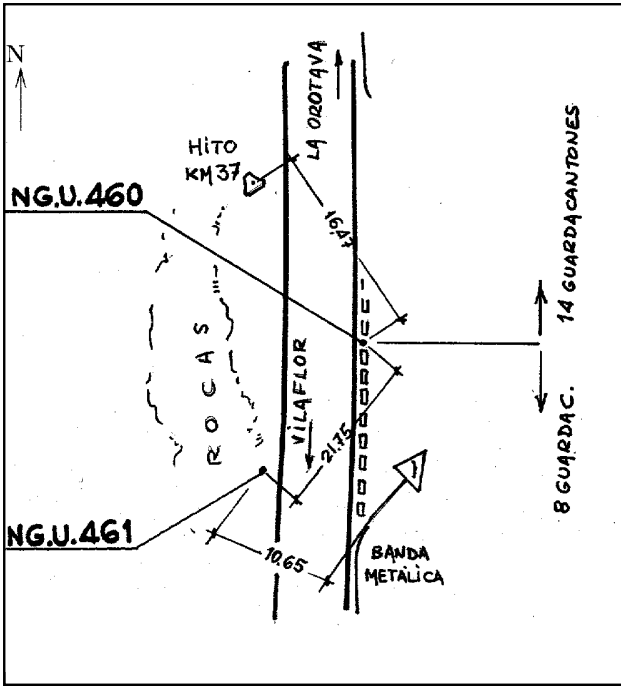 N
LA OROTAVA
HITO
KM 37
NG.U.460
16,47
14 GUARDACANTONES
ROCAS
VILAFLOR
21.75
8 GUARDAC.
NG.U.461
10.65
BANDA
METÁLICA